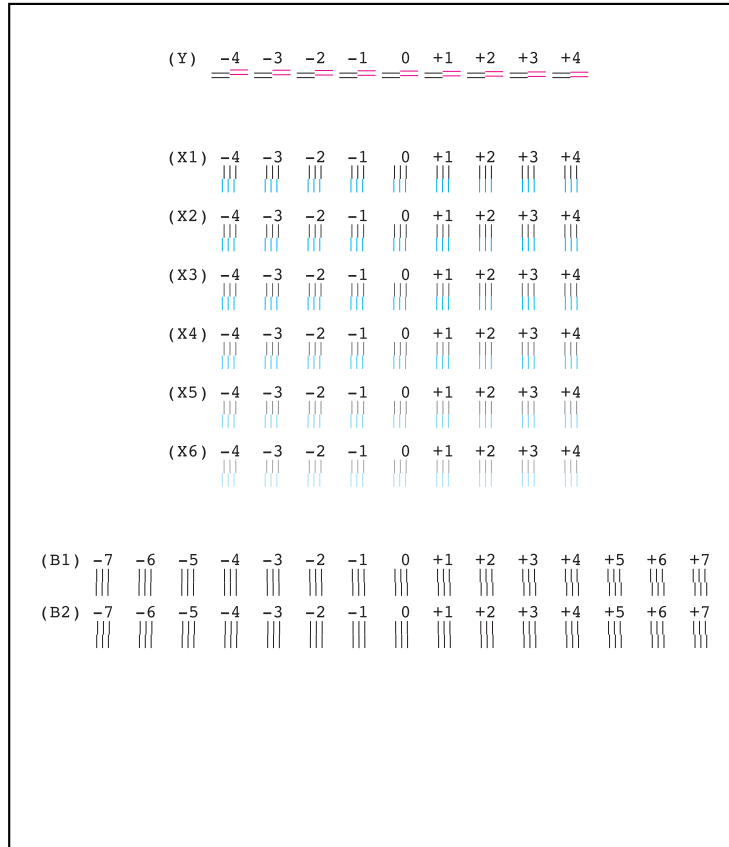 (Y) -4 -3 -2 -1 0 +1 +2 +3 +4
(X1) -4 -3 -2 -1 0 +1 +2 +3 +4
(X2) -4 -3 -2 -1 0 +1 +2 +3 +4
(X3) -4 -3 -2 -1 0 +1 +2 +3 +4
(X4) -4 -3 -2 -1 0 +1 +2 +3 +4
(X5) -4 -3 -2 -1 0 +1 +2 +3 +4
(X6) -4 -3 -2 -1 0 +1 +2 +3 +4
(B1) -7 -6 -5 -4 -3 -2 -1 0 +1 +2 +3 +4 +5 +6 +7
(B2) -7 -6 -5 -4 -3 -2 -1 0 +1 +2 +3 +4 +5 +6 +7